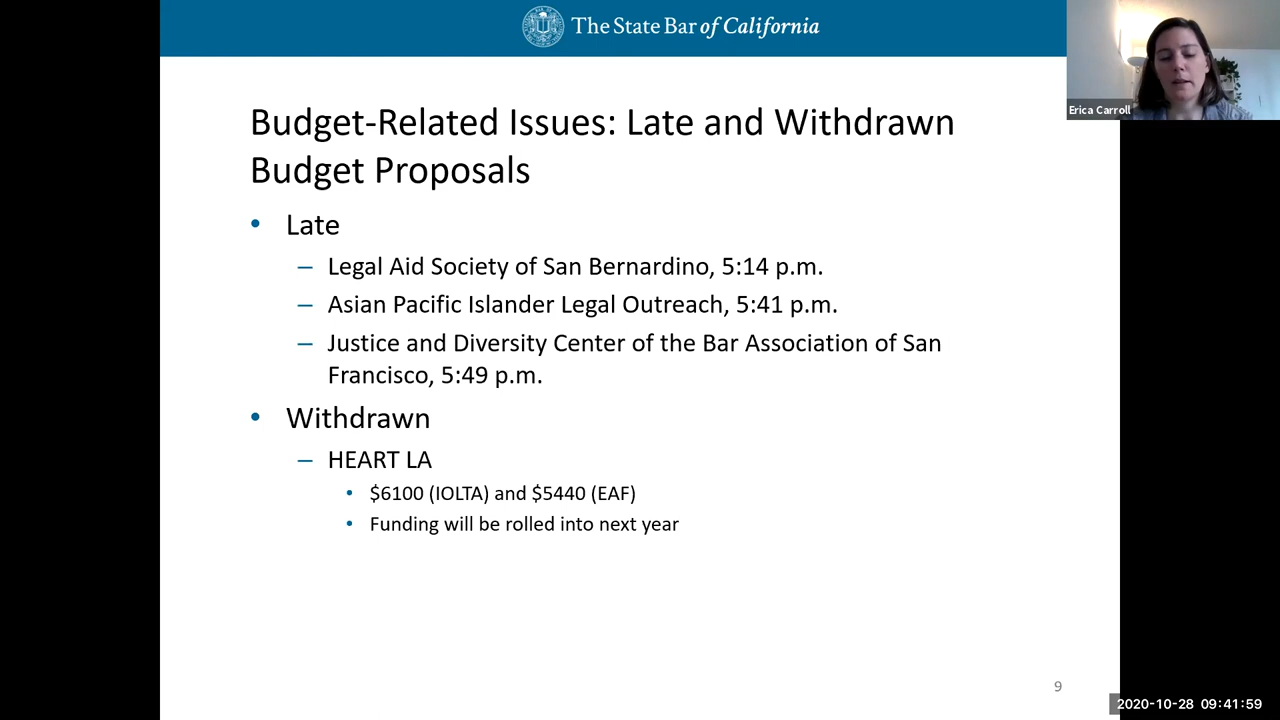 The State Bar of California
Erica Carroll
Budget-Related Issues: Late and Withdrawn
Budget Proposals
• Late
– Legal Aid Society of San Bernardino, 5:14 p.m.
– Asian Pacific Islander Legal Outreach, 5:41 p.m.
– Justice and Diversity Center of the Bar Association of San
Francisco, 5:49 p.m.
• Withdrawn
– HEART LA
• $6100 (IOLTA) and $5440 (EAF)
• Funding will be rolled into next year
9
2020-10-28 09:41:59